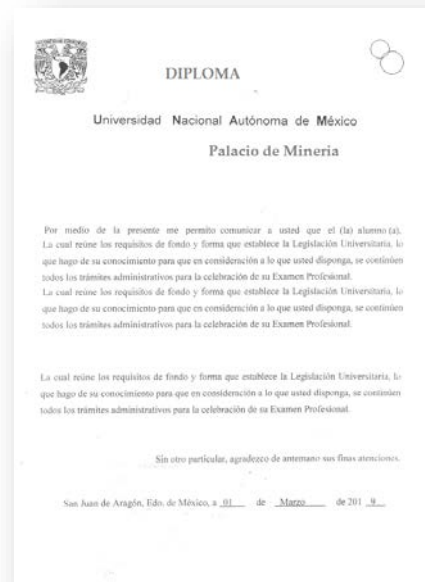 DIPLOMA
Universidad Nacional Autónoma de México
Palacio de Mineria
Por medio de la presente me permito comunicar a usted que el (la) alumno (a).
La cual reúne los requisitos de fondo y forma que establece la Legislación Universitaria, lo
que hago de su conocimiento para que en consideración a lo que usted disponga, se continúen
todos los trámites administrativos para la celebración de su Examen Profesional.
La cual reúne los requisitos de fondo y forma que establece la Legislación Universitaria, lo
que hago de su conocimiento para que en consideración a lo que usted disponga, se continúen
todos los trámites administrativos para la celebración de su Examen Profesional.
La cual reúne los requisitos de fondo y forma que establece la Legislación Universitaria, lo
que hago de su conocimiento para que en consideración a lo que usted disponga, se continúen
todos los trámites administrativos para la celebración de su Examen Profesional.
Sin otro particular, agradezco de antemano sus finas atenciones.
San Juan de Aragón, Edo. de México, a 01 de Marzo de 201 9